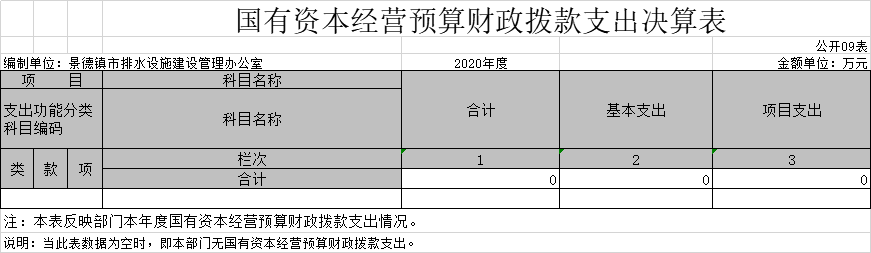 国有资本经营预算财政拨款支出决算表
公开09表
编制单位：景德镇市排水设施建设管理办公室 2020年度 金额单位：万元
项 目 科目名称 合计 基本支出 项目支出
支出功能分类科目编码 科目名称
类 款 项 栏次 1 2 3
合计 0 0 0
注：本表反映部门本年度国有资本经营预算财政拨款支出情况。
说明：当此表数据为空时，即本部门无国有资本经营预算财政拨款支出。